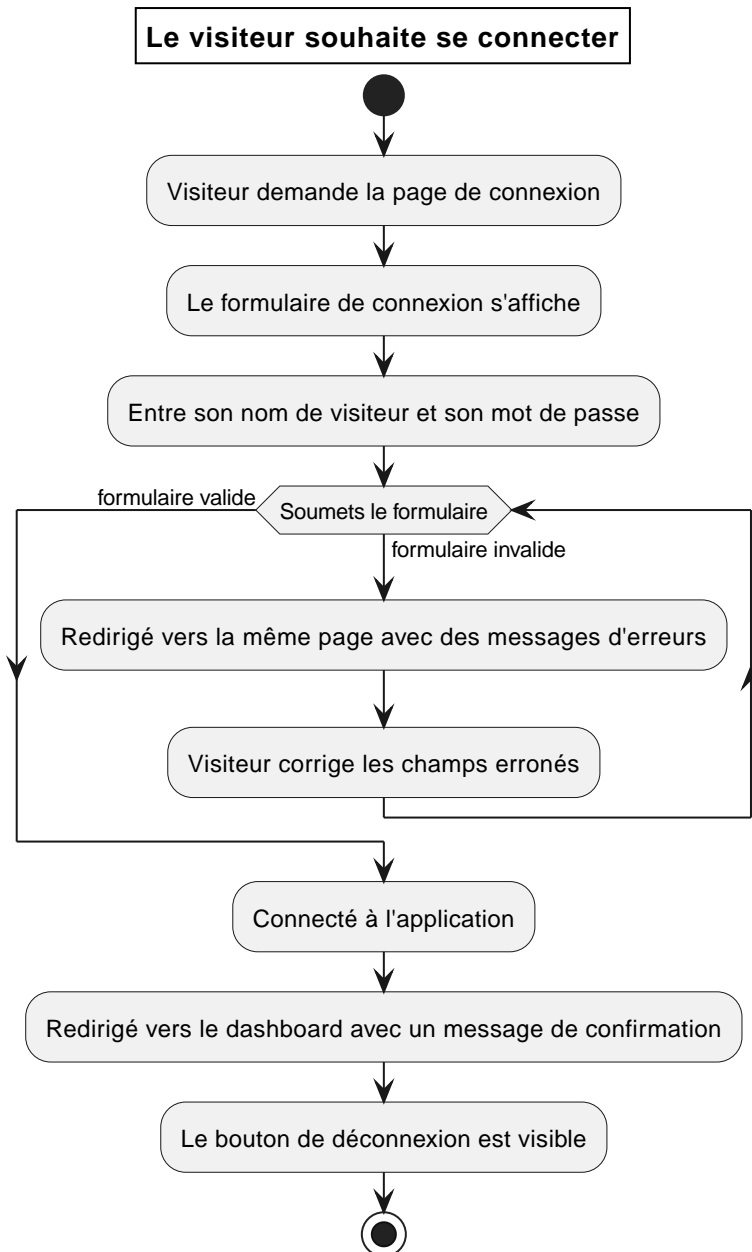 Le visiteur souhaite se connecter
Visiteur demande la page de connexion
Le formulaire de connexion s'affiche
Entre son nom de visiteur et son mot de passe
formulaire valide
Soumets le formulaire
formulaire invalide
Redirigé vers la même page avec des messages d'erreurs
Visiteur corrige les champs erronés
Connecté à l'application
Redirigé vers le dashboard avec un message de confirmation
Le bouton de déconnexion est visible